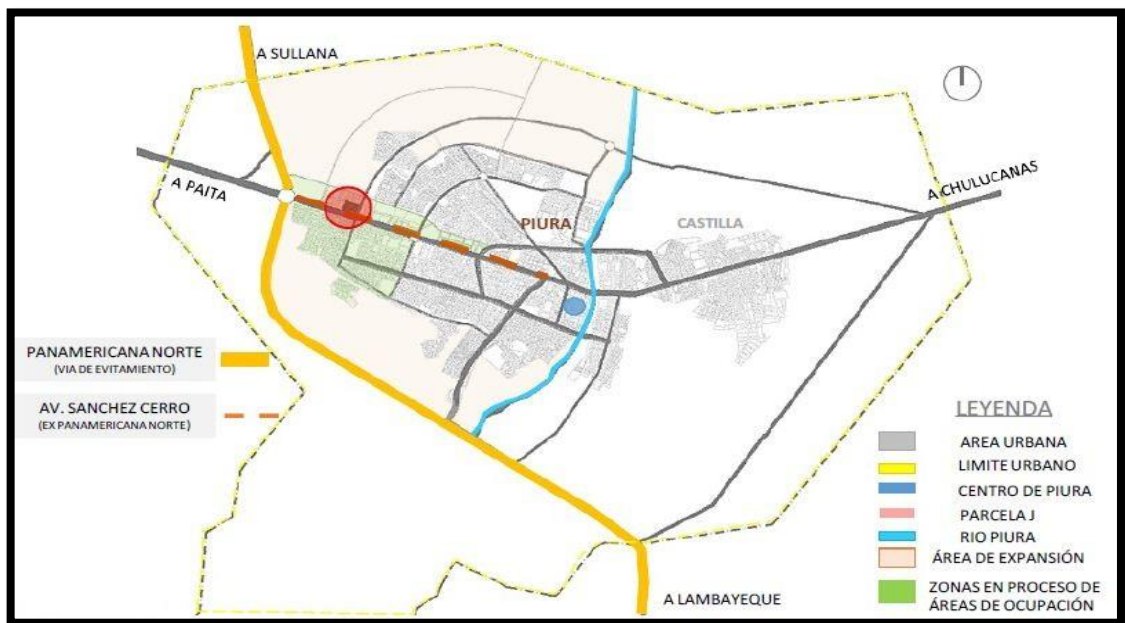 A SULLANA
A PAITA
A CHULUCANAS
PIURA
CASTILLA
PANAMERICANA NORTE
(VIA DE EVITAMIENTO)
AV. SANCHEZ CERRO
(EX PANAMERICANA NORTE)
A LAMBAYEQUE
LEYENDA
AREA URBANA
LIMITE URBANO
CENTRO DE PIURA
PARCELA J
RIO PIURA
ÁREA DE EXPANSIÓN
ZONAS EN PROCESO DE
ÁREAS DE OCUPACIÓN